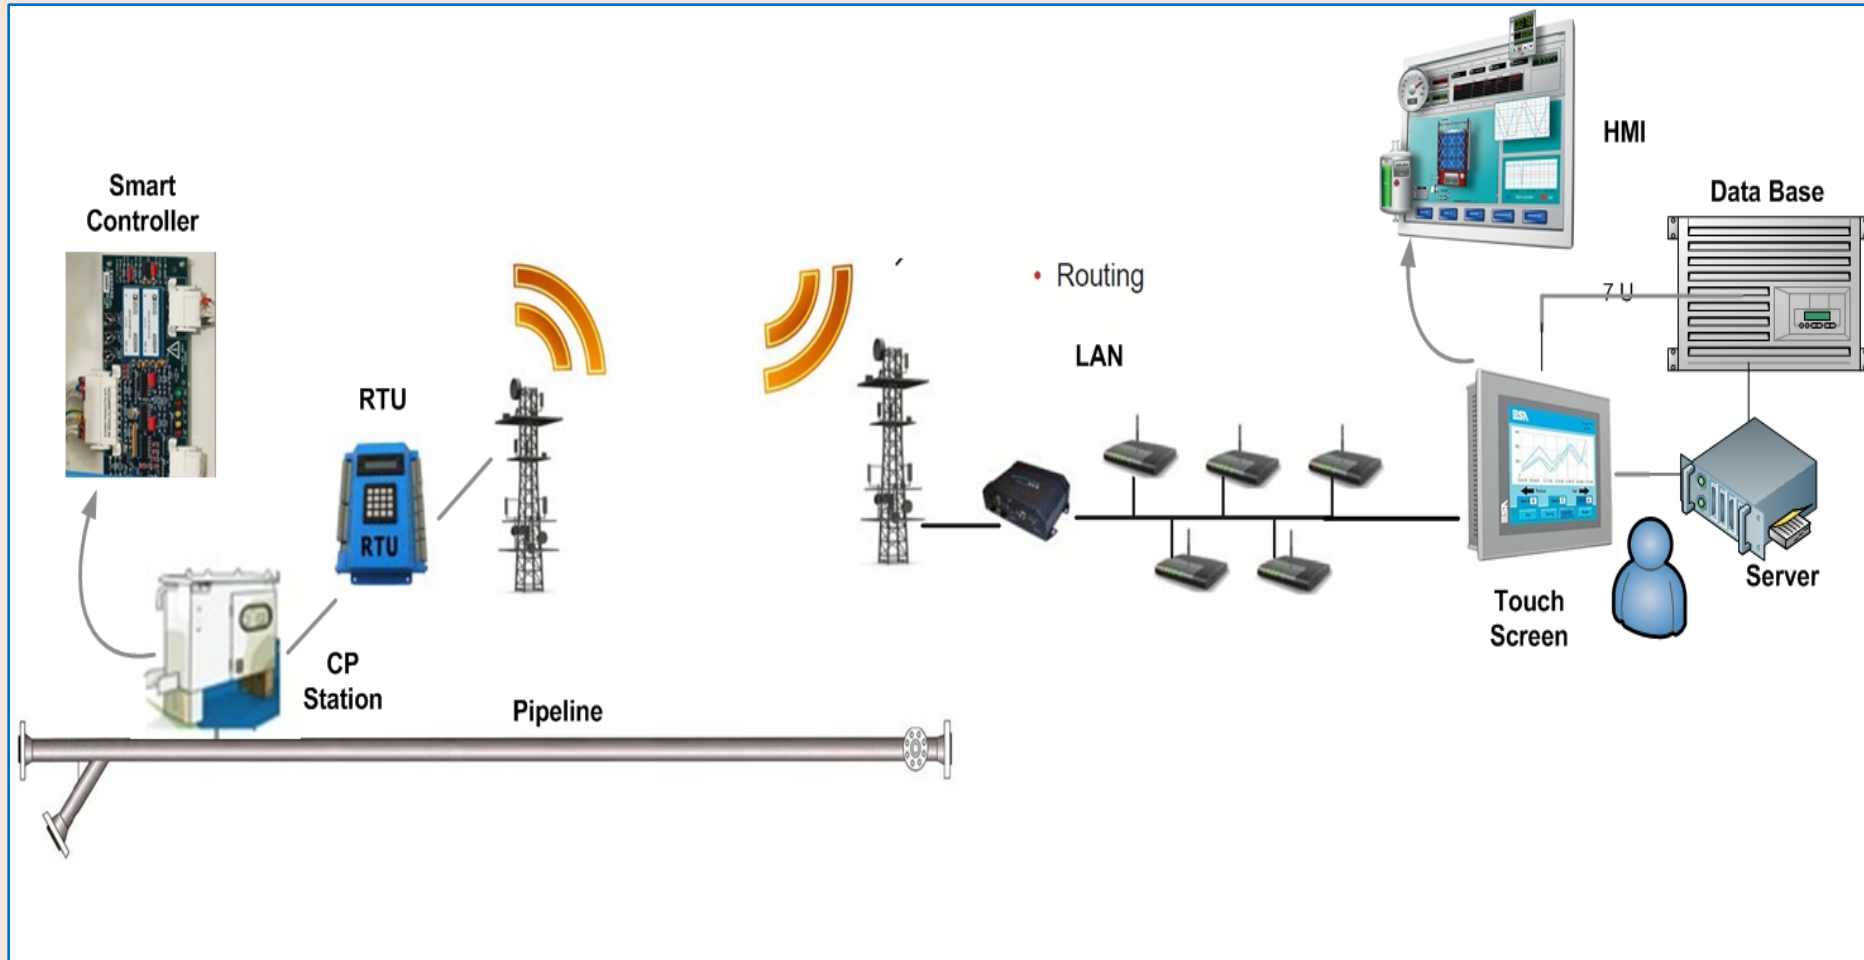 HMI
Data Base
Smart
Controller
• Routing
7 U
LAN
RTU
RTU
CP
Station
Pipeline
Touch
Screen
Server